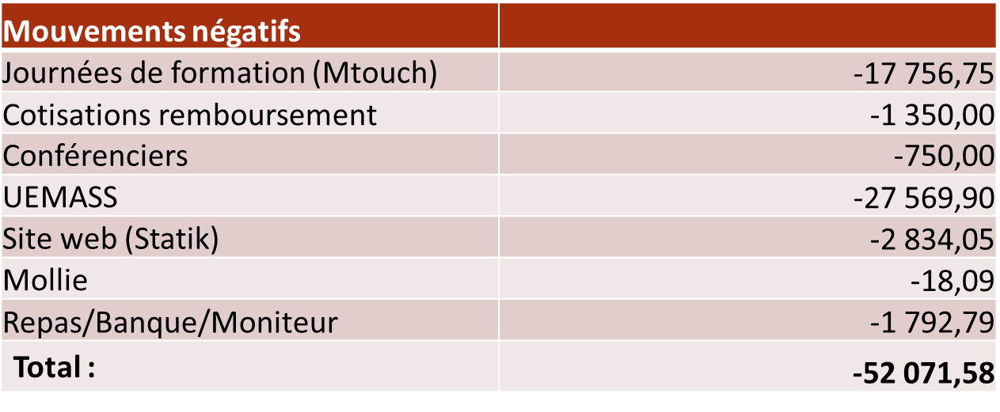 Mouvements négatifs
Journées de formation (Mtouch) -17 756,75
Cotisations remboursement -1 350,00
Conférenciers -750,00
UEMASS -27 569,90
Site web (Statik) -2 834,05
Mollie -18,09
Repas/Banque/Moniteur -1 792,79
Total : -52 071,58